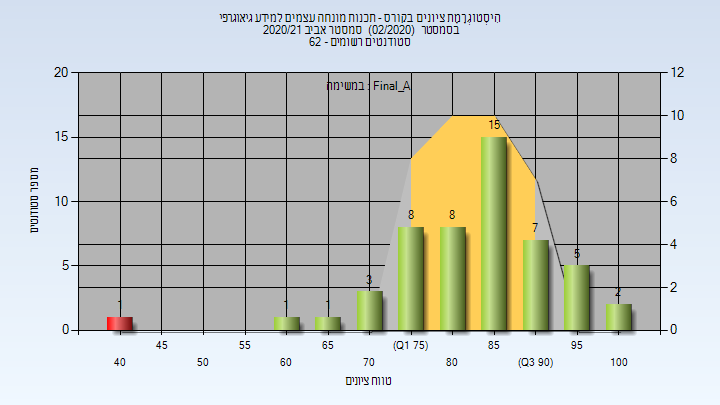 הִיסְטוֹגְרָמַת ציונים בקורס - תכנות מונחה עצמים למידע גיאוגרפי
בסמסטר (02/2020) סמסטר אביב 2020/21
סטודנטים רשומים - 62
במשימה : Final_A
20 15 10 5 0
12 10 8 6 4 2 0
מספר סטודנטים
1 1 1 3 8 8 15 7 5 2
45 55 65 (Q1 75) 85 95
40 50 60 70 80 (Q3 90) 100
טווח ציונים